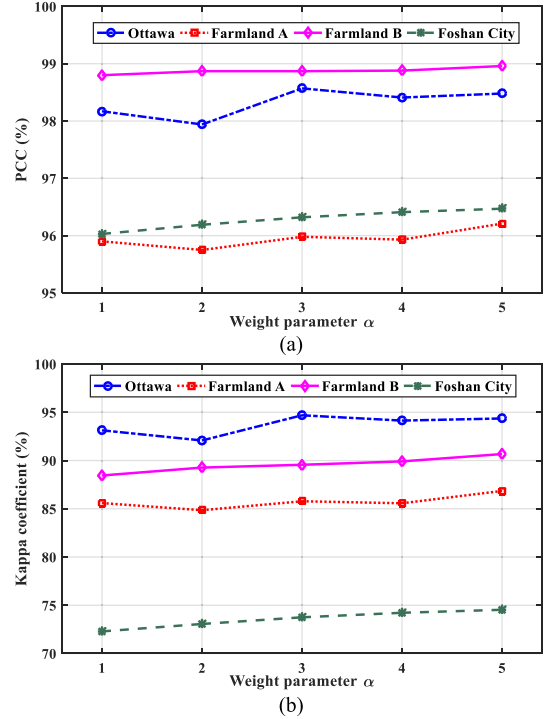 100
99
98
96
96
95
PCC (%)
Ottawa Farmland A Farmland B Foshan City
1 2 3 4 5
Weight parameter α
(a)
100
95
90
85
80
75
70
Kappa coefficient (%)
Ottawa Farmland A Farmland B Foshan City
1 2 3 4 5
Weight parameter α
(b)